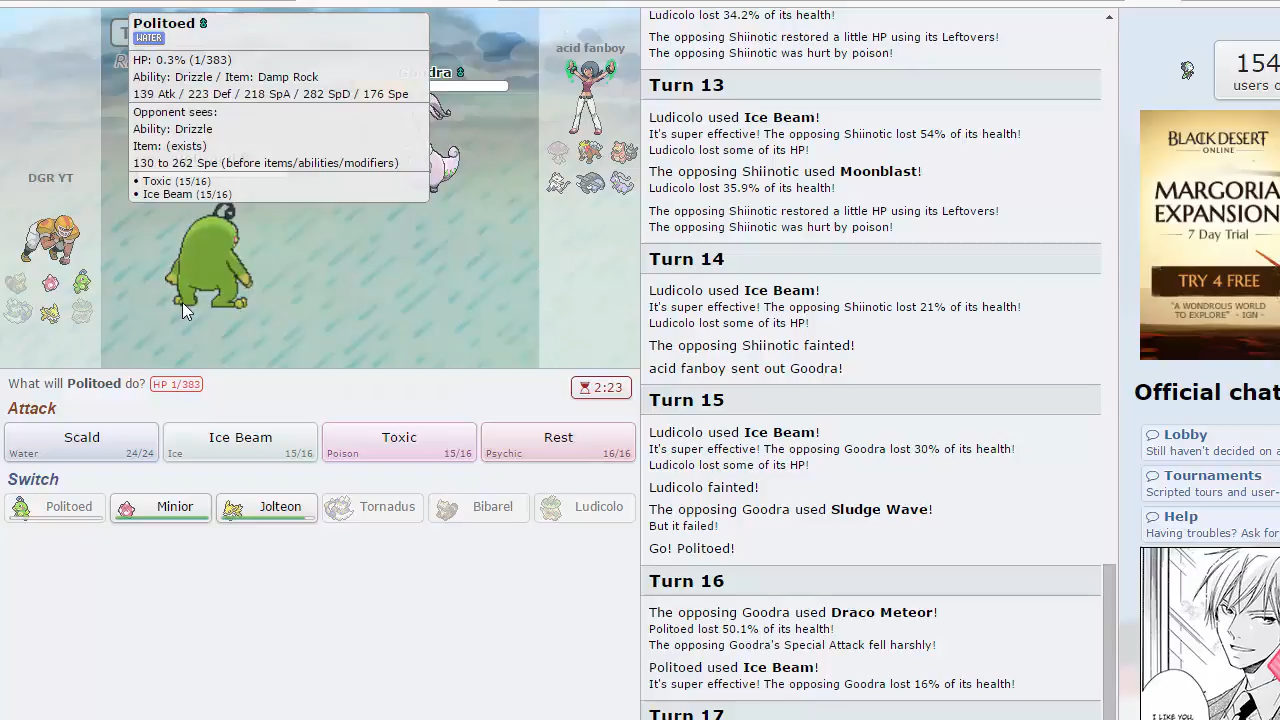 Politoed
WATER
HP: 0.3% (1/383)
Ability: Drizzle / Item: Damp Rock
139 Atk / 223 Def / 218 SpA / 282 SpD / 176 Spe
Opponent sees:
Ability: Drizzle
Item: (exists)
130 to 262 Spe (before items/abilities/modifiers)
• Toxic (15/16)
• Ice Beam (15/16)
acid fanboy
DGR YT
What will Politoed do? HP 1/383
2:23
Attack
Scald
Water 24/24
Ice Beam
Ice 15/16
Toxic
Poison 15/16
Rest
Psychic 16/16
Switch
Politoed
Minior
Jolteon
Tornadus
Bibarel
Ludicolo
Ludicolo lost 34.2% of its health!
The opposing Shiinotic restored a little HP using its Leftovers!
The opposing Shiinotic was hurt by poison!
Turn 13
Ludicolo used Ice Beam!
It's super effective! The opposing Shiinotic lost 54% of its health!
Ludicolo lost some of its HP!
The opposing Shiinotic used Moonblast!
Ludicolo lost 35.9% of its health!
The opposing Shiinotic restored a little HP using its Leftovers!
The opposing Shiinotic was hurt by poison!
Turn 14
Ludicolo used Ice Beam!
It's super effective! The opposing Shiinotic lost 21% of its health!
Ludicolo lost some of its HP!
The opposing Shiinotic fainted!
acid fanboy sent out Goodra!
Turn 15
Ludicolo used Ice Beam!
It's super effective! The opposing Goodra lost 30% of its health!
Ludicolo lost some of its HP!
Ludicolo fainted!
The opposing Goodra used Sludge Wave!
But it failed!
Go! Politoed!
Turn 16
The opposing Goodra used Draco Meteor!
Politoed lost 50.1% of its health!
The opposing Goodra's Special Attack fell harshly!
Politoed used Ice Beam!
It's super effective! The opposing Goodra lost 16% of its health!
Turn 17
154
users o
BLACK DESERT
ONLINE
MARGORIA
EXPANSION
7 Day Trial
TRY 4 FREE
"A WONDROUS WORLD
TO EXPLORE" - IGN -
Official chat
Lobby
Still haven't decided on a
Tournaments
Scripted tours and user-
Help
Having troubles? Ask for
I LIKE YOU,